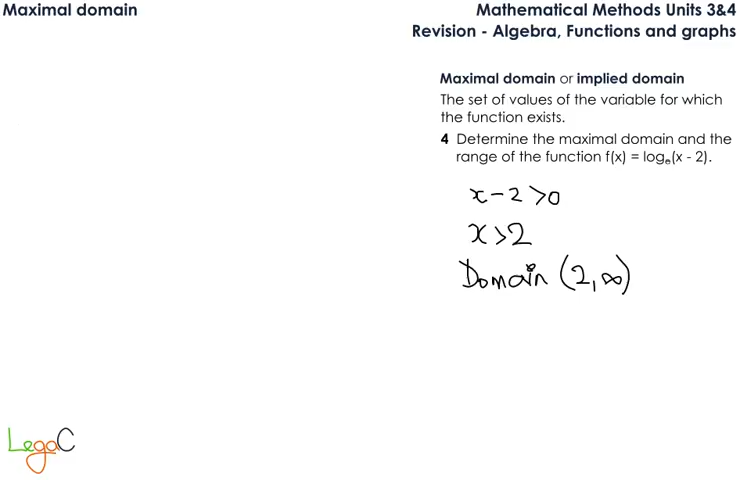 Maximal domain
Mathematical Methods Units 3&4
Revision - Algebra, Functions and graphs
Maximal domain or implied domain
The set of values of the variable for which
the function exists.
4 Determine the maximal domain and the
range of the function f(x) = logₑ(x - 2).
x - 2 > 0
x > 2
Domain (2, ∞)
LegaC